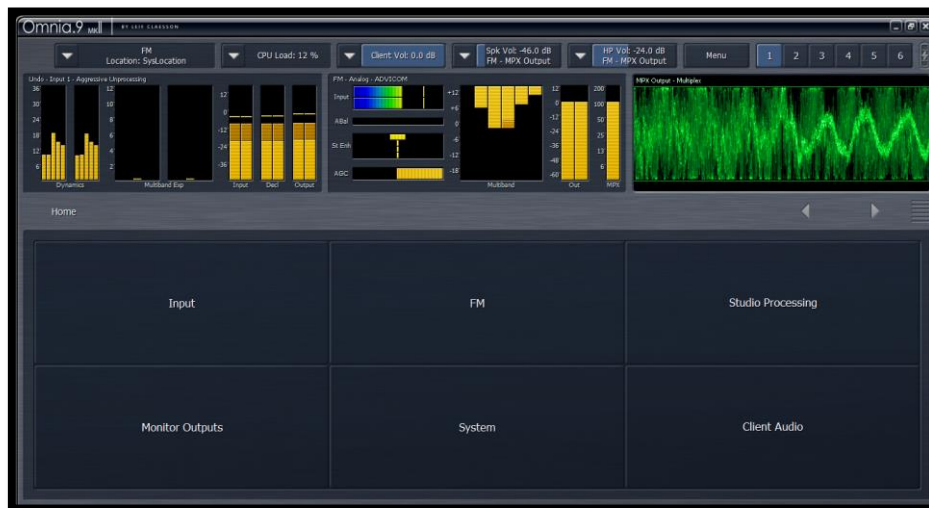 Omnia.9 MkII BY LEIF CLAESSON
FM
Location: SysLocation
CPU Load: 12 %
Client Vol: 0.0 dB
Spk Vol: -46.0 dB
FM - MPX Output
HP Vol: -24.0 dB
FM - MPX Output
Menu
1 2 3 4 5 6
Undo - Input 1 - Aggressive Unprocessing
36
30
24
18
12
6
Dynamics
12
10
8
6
4
2
Multiband Exp
12
0
-12
-24
-36
Input Decl Output
FM - Analog - ADVICOM
Input
ABal
St Enh
AGC
+12
+6
0
-6
-12
-18
Multiband
12
0
-12
-24
-36
-48
-60
Out
200
100
50
25
13
6
MPX
MPX Output - Multiplex
Home
Input FM Studio Processing
Monitor Outputs System Client Audio